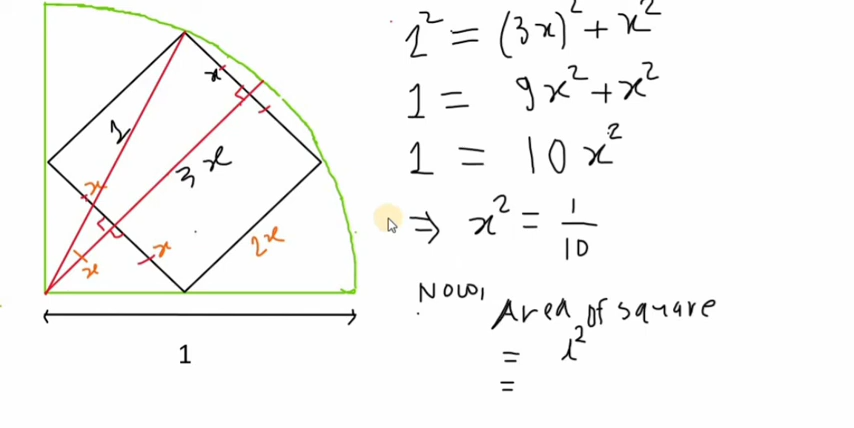 1² = (3x)² + x²
1 = 9x² + x²
1 = 10x²
⇒ x² = 1/10
Now,
Area of square
= l²
=
x
1
3x
x
x
x
2x
1